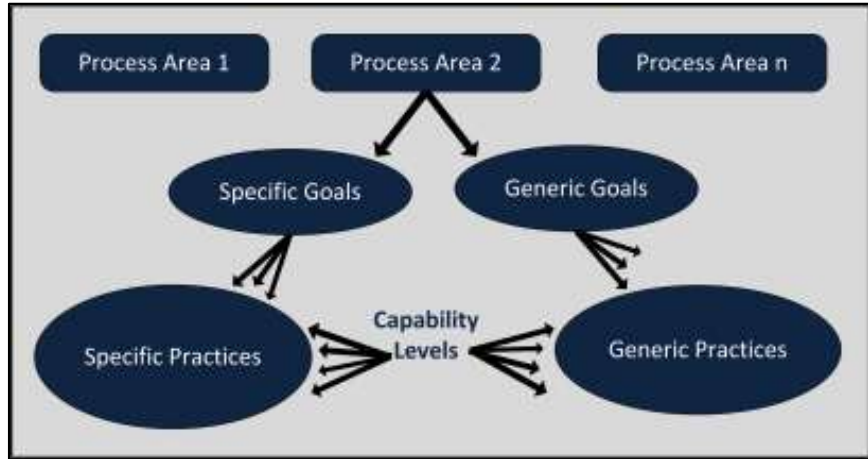 Process Area 1
Process Area 2
Process Area n
Specific Goals
Generic Goals
Capability
Levels
Specific Practices
Generic Practices